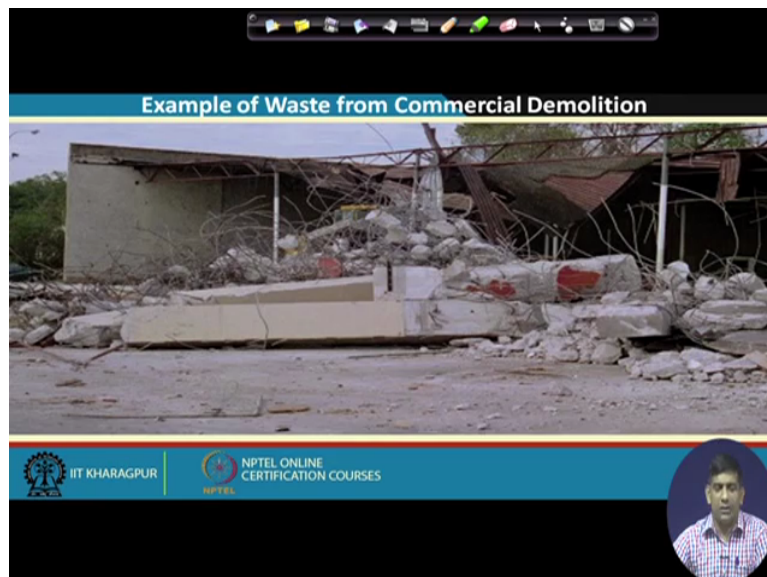 Example of Waste from Commercial Demolition
IIT KHARAGPUR
NPTEL ONLINE
CERTIFICATION COURSES
NPTEL